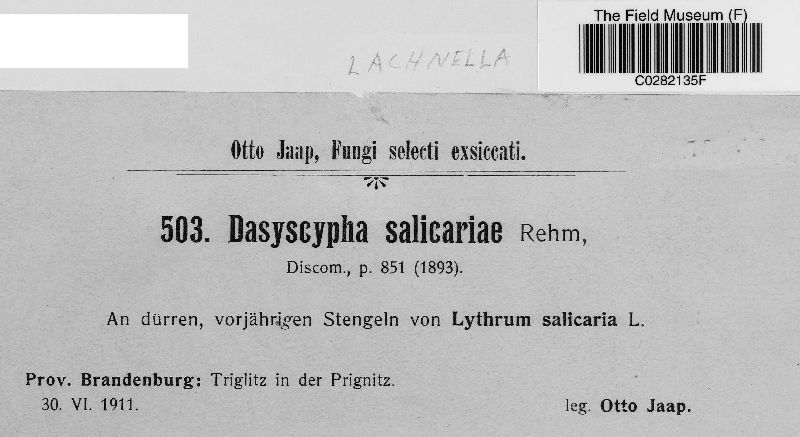 The Field Museum (F)
C0282135F
LACHNELLA
Otto Jaap, Fungi selecti exsiccati.
503. Dasyscypha salicariae Rehm,
Discom., p. 851 (1893).
An dürren, vorjährigen Stengeln von Lythrum salicaria L.
Prov. Brandenburg: Triglitz in der Prignitz.
30. VI. 1911.
leg. Otto Jaap.